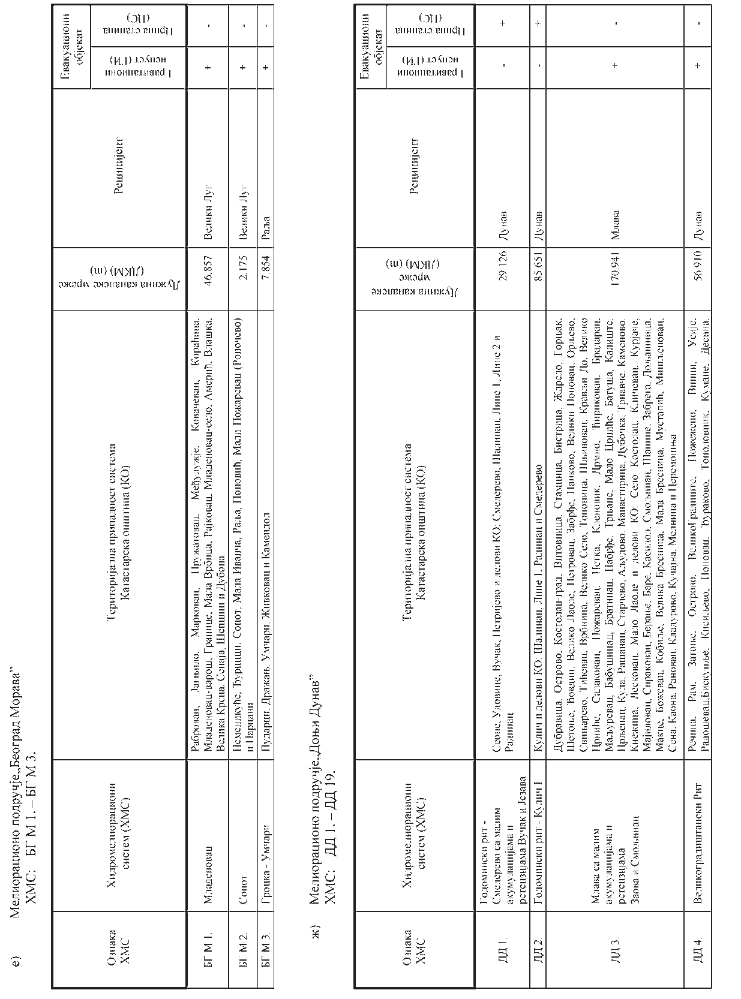 е) Мелиорационо подручје„Београд Морава”
ХМС: БГ М 1. – БГ М 3.
Ознака
ХМС
Хидромелиорациони
систем (ХМС)
Територијална припадност система
Катастарска општина (КО)
Дужина каналске мреже
(ДКМ) (m)
Реципијент
Евакуациони
објекат
Гравитациони
испуст (ГИ)
Црпна станица
(ЦС)
БГ М 1.
Младеновац
Рабровац, Јагњило, Марковац, Пружатовац, Међулужје, Ковачевац, Кораћица,
Младеновац-варош, Границе, Мала Врбица, Рајковац, Младеновац-село, Амерић, Влашка,
Велика Крсна, Сенаја, Шепшин и Дубона
46.857
Велики Луг
+
-
БГ М 2.
Сопот
Неменикуће, Ђуринци, Сопот, Мала Иванча, Раља, Поповић, Мали Пожаревац (Ропочево)
и Парцани
2.175
Велики Луг
+
-
БГ М 3.
Гроцка - Умчари
Пударци, Дражањ, Умчари, Живковац и Камендол
7.854
Раља
+
-
ж) Мелиорационо подручје„Доњи Дунав”
ХМС: ДД 1. – ДД 19.
Ознака
ХМС
Хидромелиорациони
систем (ХМС)
Територијална припадност система
Катастарска општина (КО)
Дужина каналске
мреже
(ДКМ) (m)
Реципијент
Евакуациони
објекат
Гравитациони
испуст (ГИ)
Црпна станица
(ЦС)
ДД 1.
Годомински рит -
Смедерево са малим
акумулацијама и
ретензијама Вучак и Језава
Сеоне, Удовице, Вучак, Петријево и делови КО: Смедерево, Шалинац, Липе 1, Липе 2 и
Радинац
29.126
Дунав
-
+
ДД 2.
Годомински рит - Кулич I
Кулич и делови КО: Шалинац, Липе 1, Радинац и Смедерево
85.651
Дунав
-
+
ДД 3.
Млава са малим
акумулацијама и
ретензијама
Заова и Смољинац
Дубравица, Острово, Костолац-град, Витовница, Стамница, Бистрица, Ждрело, Горњак,
Шетоње, Ћовдин, Велико Лаоле, Петровац, Забрђе, Панково, Велики Поповац, Орљево,
Свињарево, Тићевац, Врбница, Велико Село, Топоница, Шљивовац, Крављи До, Велико
Црниће, Салаковац, Пожаревац, Петка, Кленовик, Дрмно, Ћириковац, Брадарац,
Маљуревац, Бабушинац, Братинац, Набрђе, Трњане, Мало Црниће, Батуша, Калиште,
Црљенац, Кула, Рашанац, Старчево, Аљудово, Манастирица, Дубочка, Трнавче, Каменово,
Кнежица, Лесковац, Мало Лаоле и делови КО: Село Костолац, Кличевац, Курјаче,
Мајиловац, Сираковац, Берање, Баре, Касидол, Смољинац, Шапине, Забрега, Дољашница,
Макце, Божевац, Кобиље, Велика Бресница, Мала Бресница, Мустапић, Мишљеновац,
Сена, Каона, Рановац, Кладурово, Кучајна, Мелница и Церемошња
170.941
Млава
+
-
ДД 4.
Великоградиштански Рит
Речица, Рам, Затоње, Острово, ВеликоГрадиште, Пожежено, Винци, Усије,
Радошевац,Бискупље, Кисиљево, Поповац, Ђураково, Тополовник, Кумане, Десина,
56.910
Дунав
+
-